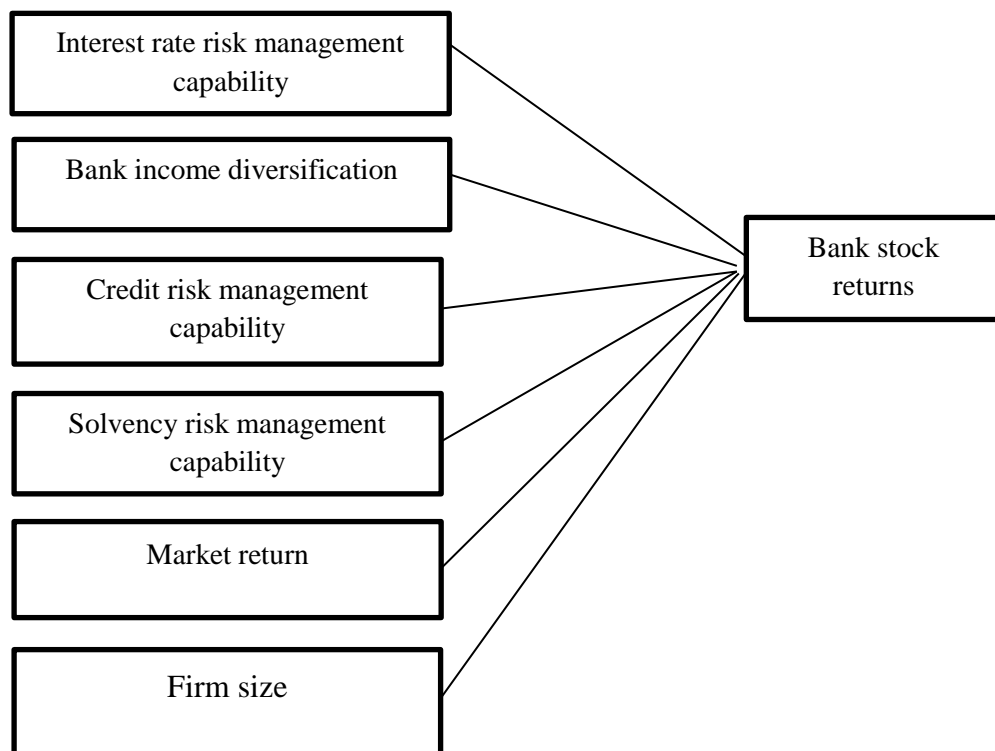 Interest rate risk management
capability
Bank income diversification
Credit risk management
capability
Solvency risk management
capability
Market return
Firm size
Bank stock
returns